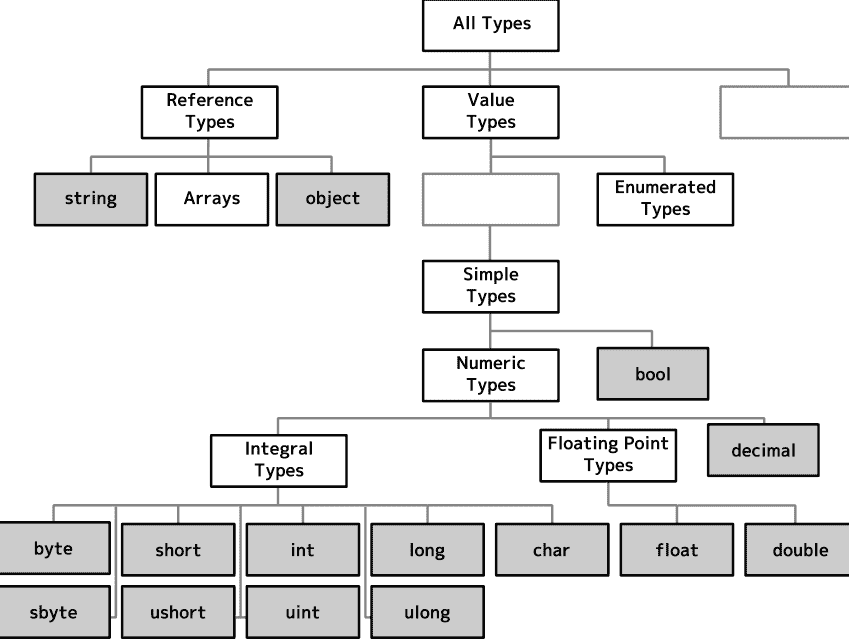 All Types
Reference
Types
Value
Types
string
Arrays
object
Enumerated
Types
Simple
Types
Numeric
Types
bool
Integral
Types
Floating Point
Types
decimal
byte
short
int
long
char
float
double
sbyte
ushort
uint
ulong